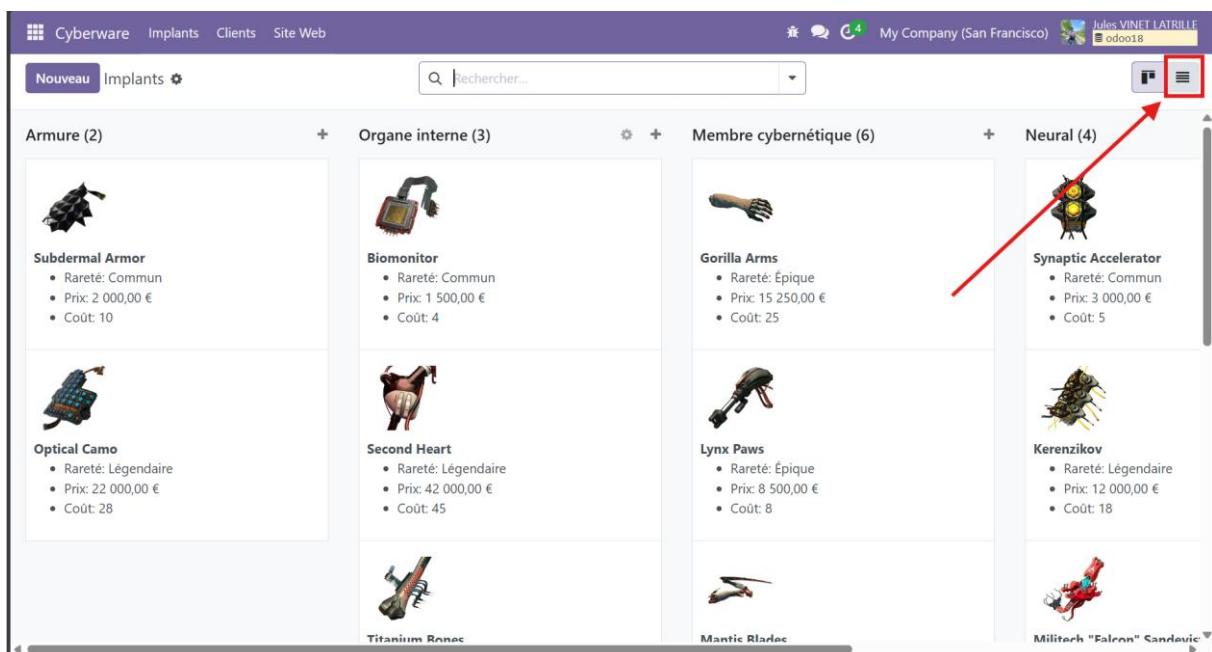 Cyberware Implants Clients Site Web 4 My Company (San Francisco) Jules VINET LATRILLE
odoo18
Nouveau Implants Rechercher...
Armure (2) + Organe interne (3) + Membre cybernétique (6) + Neural (4)
Subdermal Armor
• Rareté: Commun
• Prix: 2 000,00 €
• Coût: 10
Optical Camo
• Rareté: Légendaire
• Prix: 22 000,00 €
• Coût: 28
Biomonitor
• Rareté: Commun
• Prix: 1 500,00 €
• Coût: 4
Second Heart
• Rareté: Légendaire
• Prix: 42 000,00 €
• Coût: 45
Titanium Bones
Gorilla Arms
• Rareté: Épique
• Prix: 15 250,00 €
• Coût: 25
Lynx Paws
• Rareté: Épique
• Prix: 8 500,00 €
• Coût: 8
Mantis Blades
Synaptic Accelerator
• Rareté: Commun
• Prix: 3 000,00 €
• Coût: 5
Kerenzikov
• Rareté: Légendaire
• Prix: 12 000,00 €
• Coût: 18
Militech "Falcon" Sandevis